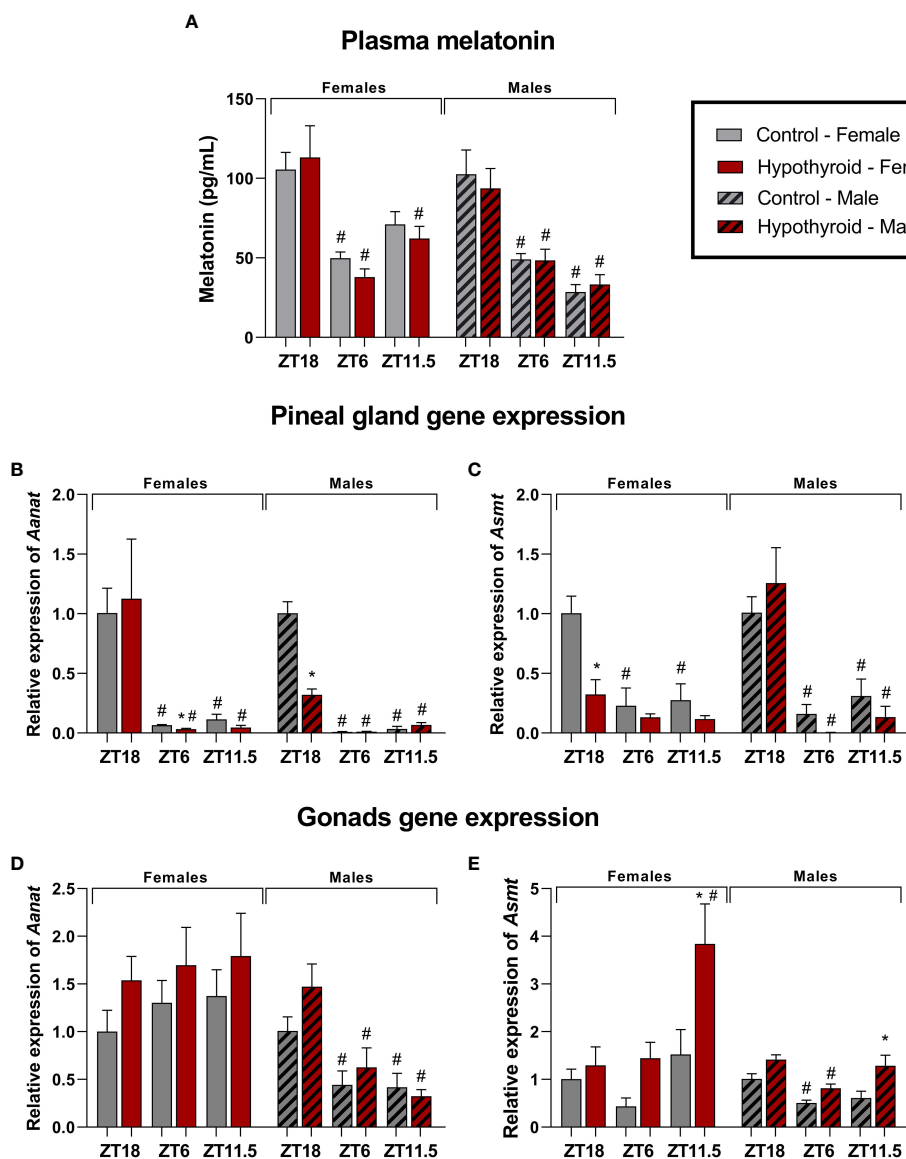 A
Plasma melatonin
Females
Males
150
100
50
0
Melatonin (pg/mL)
# # #
# # # #
ZT18 ZT6 ZT11.5 ZT18 ZT6 ZT11.5
Control - Female
Hypothyroid -
Control - Male
Hypothyroid -
Pineal gland gene expression
B
Females
Males
2.0
1.5
1.0
0.5
0.0
Relative expression of Aanat
# * # # #
* # # # #
ZT18 ZT6 ZT11.5 ZT18 ZT6 ZT11.5
C
Females
Males
2.0
1.5
1.0
0.5
0.0
Relative expression of Asmt
* # #
# # # #
ZT18 ZT6 ZT11.5 ZT18 ZT6 ZT11.5
Gonads gene expression
D
Females
Males
2.5
2.0
1.5
1.0
0.5
0.0
Relative expression of Aanat
# # # #
ZT18 ZT6 ZT11.5 ZT18 ZT6 ZT11.5
E
Females
Males
5
4
3
2
1
0
Relative expression of Asmt
* #
# # *
ZT18 ZT6 ZT11.5 ZT18 ZT6 ZT11.5